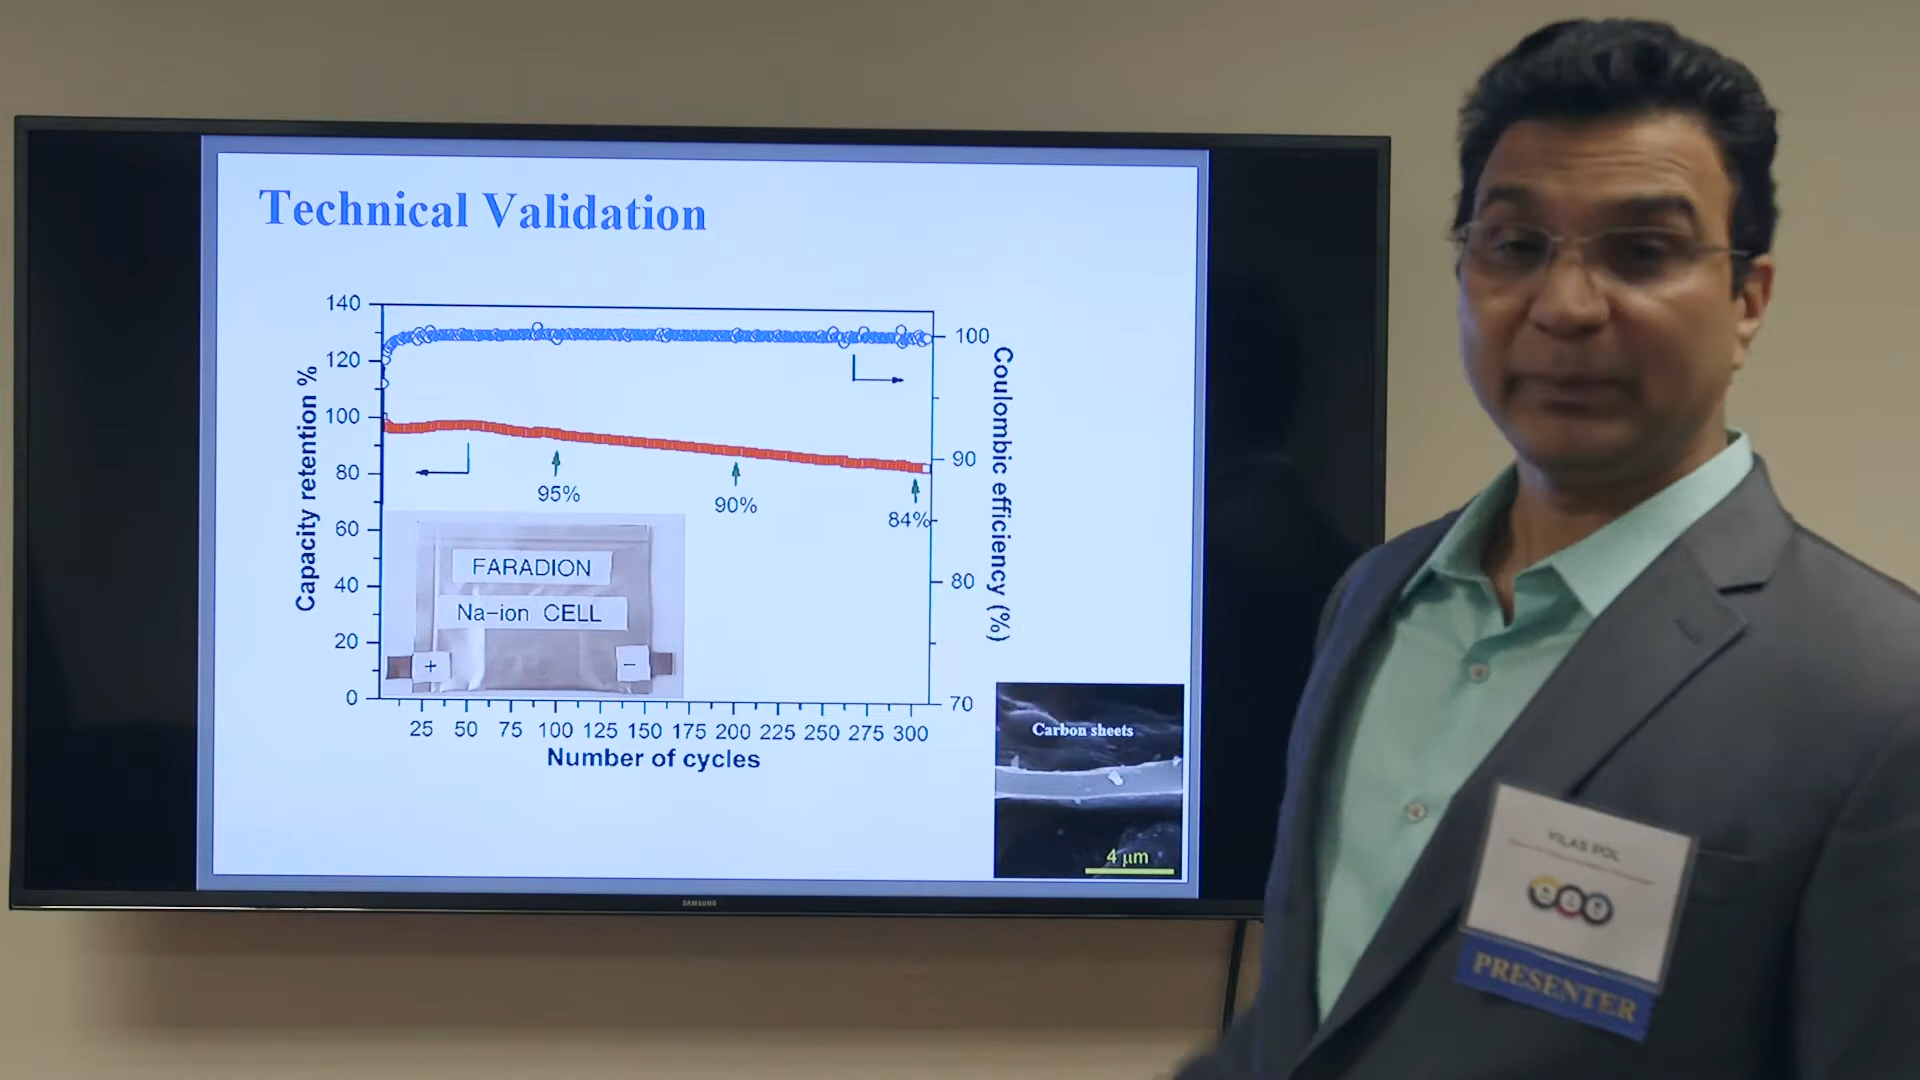 Technical Validation
140
120
100
80
60
40
20
0
Capacity retention %
100
90
80
70
Coulombic efficiency (%)
95%
90%
84%
FARADION
Na-ion CELL
+
−
25 50 75 100 125 150 175 200 225 250 275 300
Number of cycles
Carbon sheets
4 μm
SAMSUNG
VILAS POL
PRESENTER